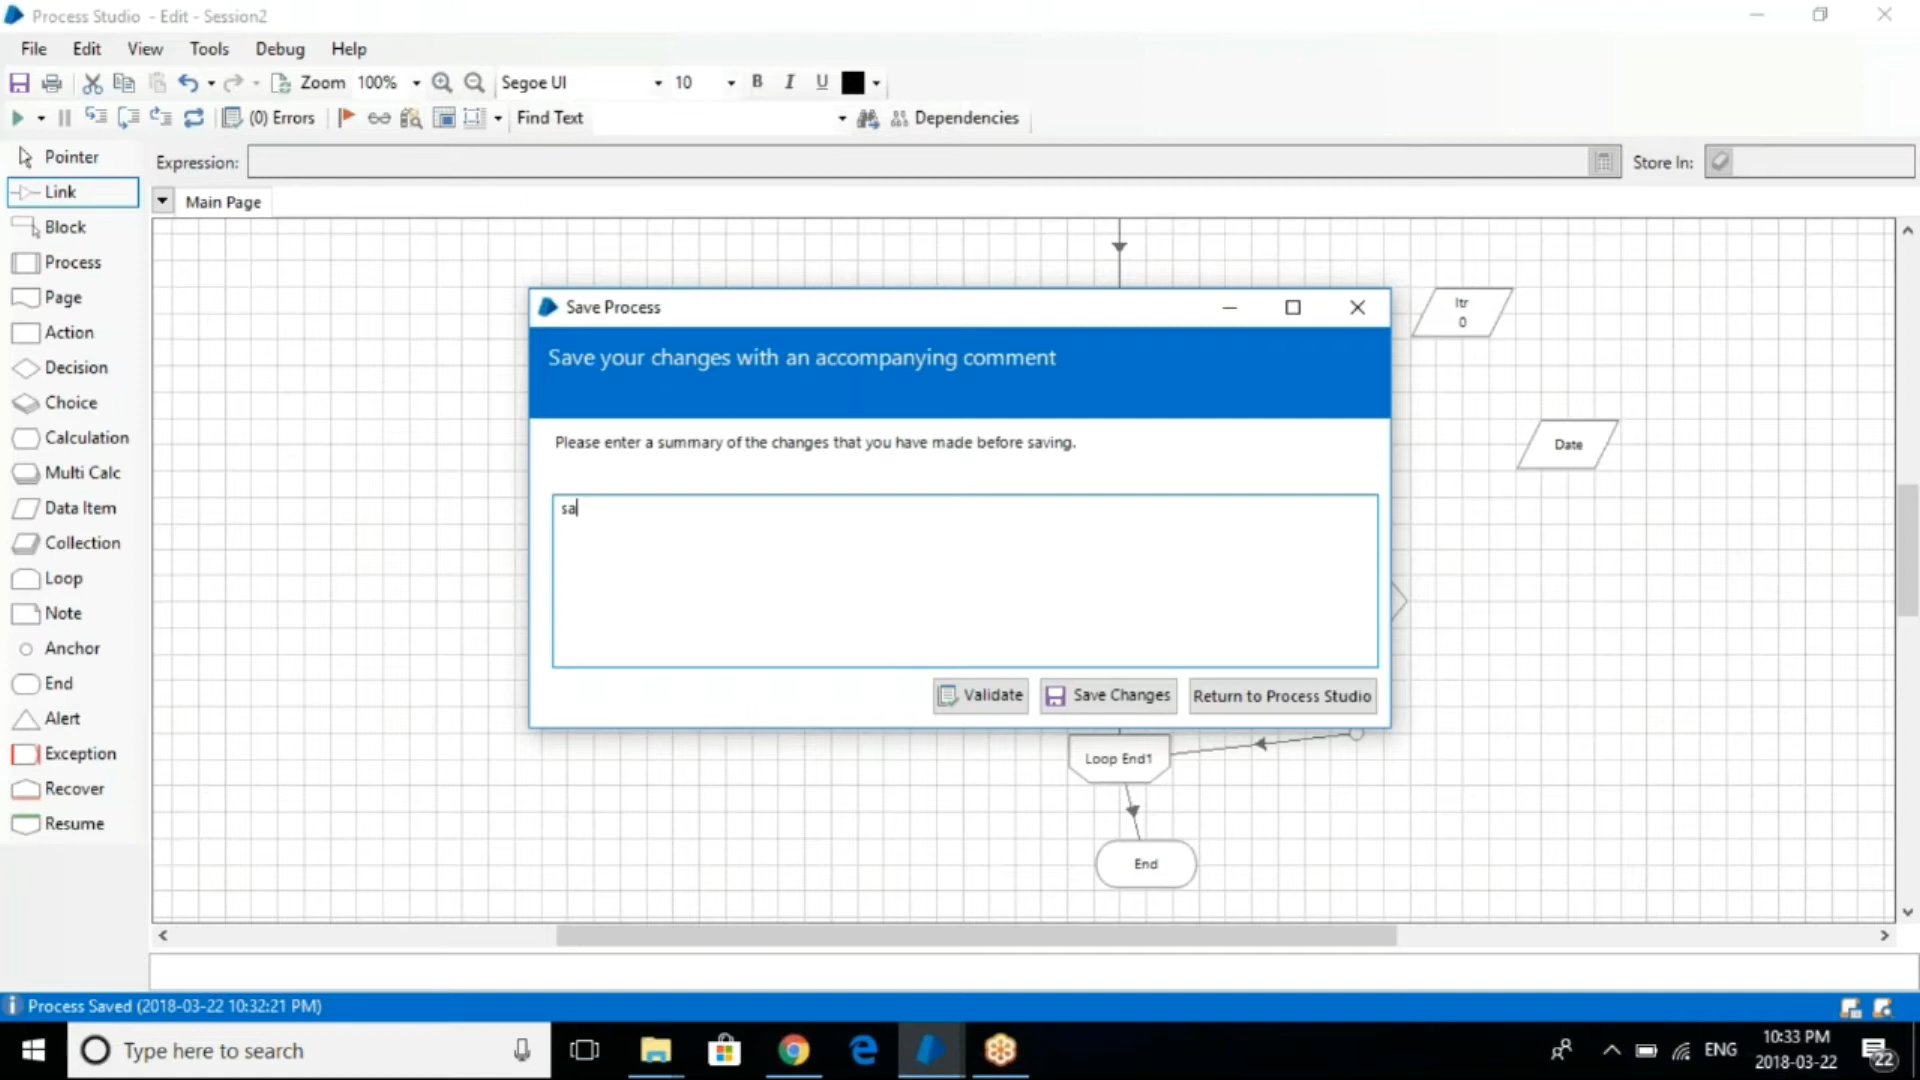 Process Studio - Edit - Session2
File Edit View Tools Debug Help
Zoom 100% Segoe UI 10 B I U
(0) Errors Find Text Dependencies
Pointer
Expression: Store In:
Link
Main Page
Block
Process
Page
Action
Decision
Choice
Calculation
Multi Calc
Data Item
Collection
Loop
Note
Anchor
End
Alert
Exception
Recover
Resume
Itr
0
Date
Save Process
Save your changes with an accompanying comment
Please enter a summary of the changes that you have made before saving.
sa
Validate Save Changes Return to Process Studio
Loop End1
End
Process Saved (2018-03-22 10:32:21 PM)
Type here to search
ENG
10:33 PM
2018-03-22
22